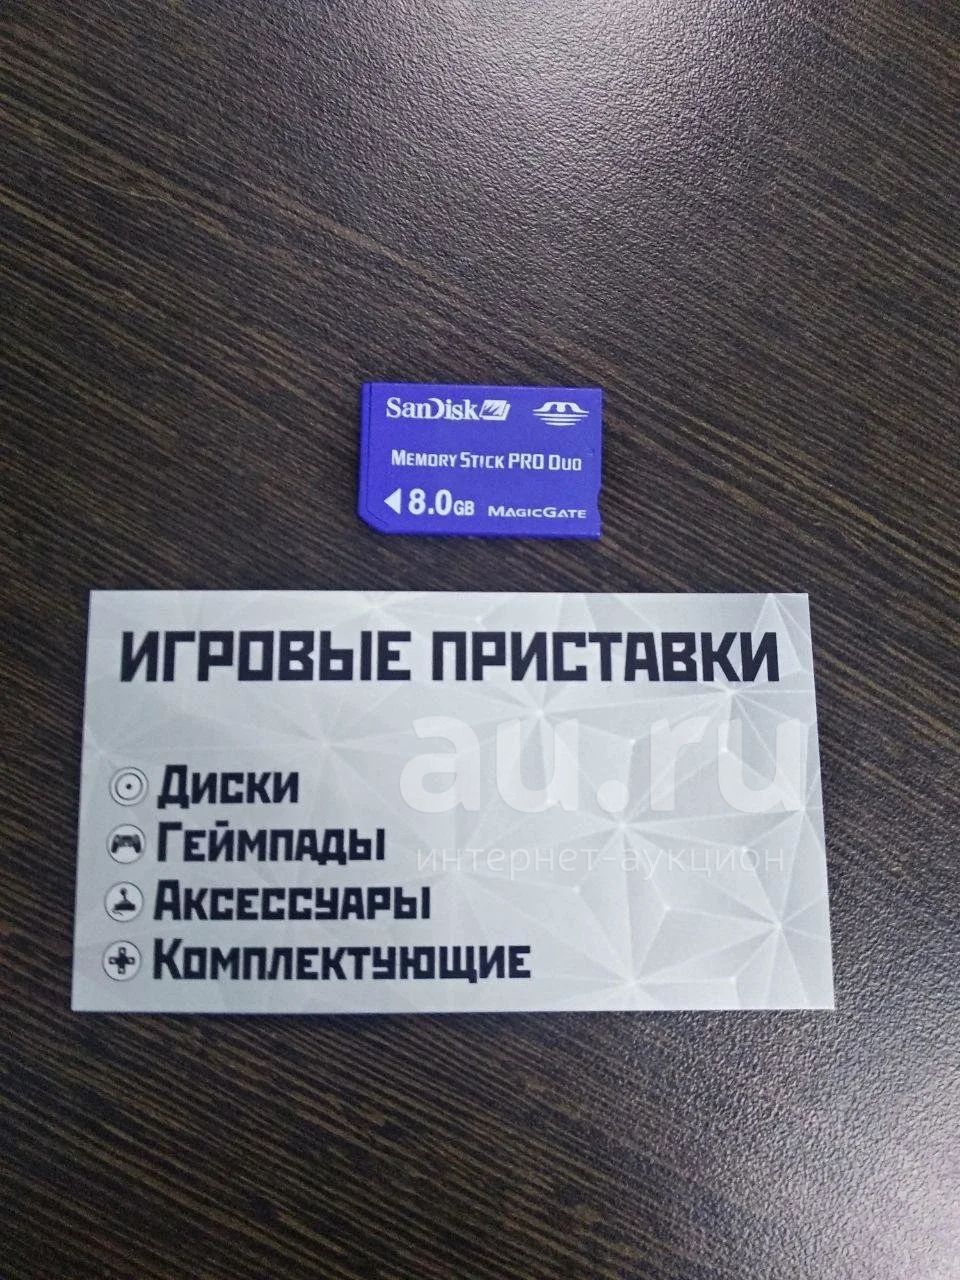 SanDisk
MEMORY STICK PRO DUO
8.0GB MAGICGATE
ИГРОВЫЕ ПРИСТАВКИ
au.ru
ДИСКИ
ГЕЙМПАДЫ
интернет-аукцион
АКСЕССУАРЫ
КОМПЛЕКТУЮЩИЕ